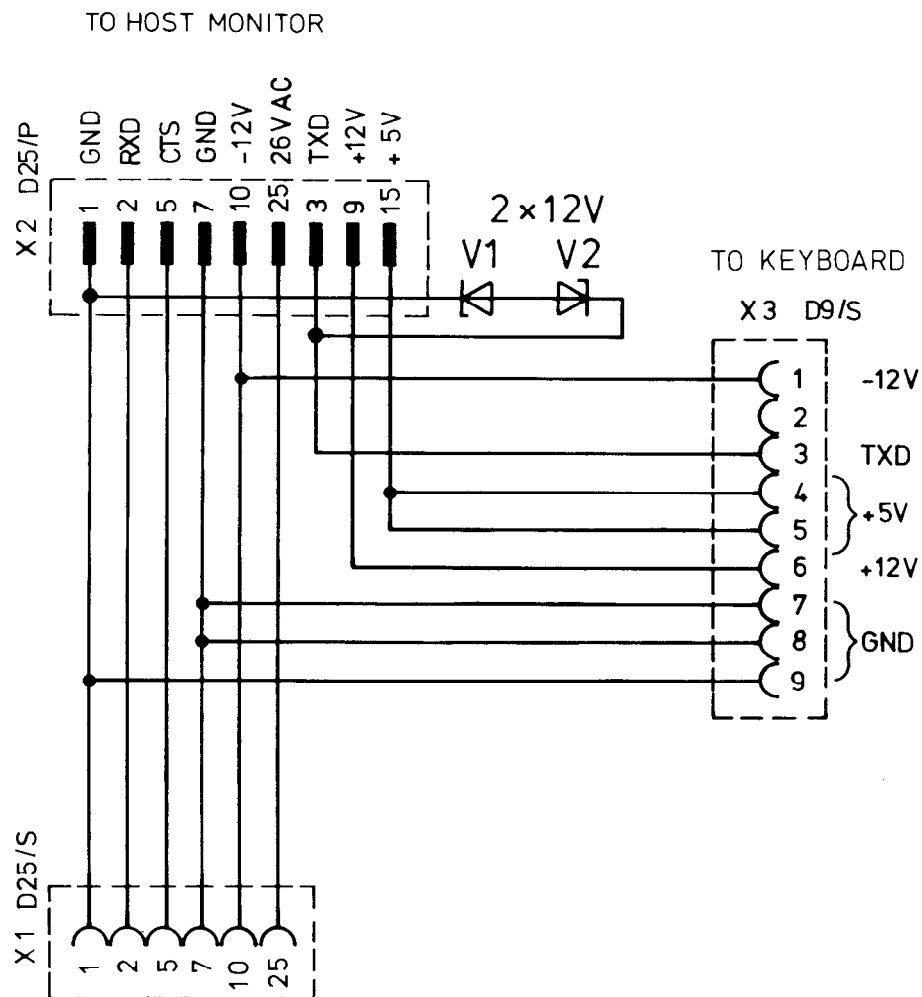 TO HOST MONITOR
X2 D25/P
GND
RXD
CTS
GND
-12V
26VAC
TXD
+12V
+5V
1
2
5
7
10
25
3
9
15
2×12V
V1
V2
TO KEYBOARD
X3 D9/S
1 -12V
2
3 TXD
4
+5V
5
6 +12V
7
8 GND
9
X1 D25/S
1
2
5
7
10
25